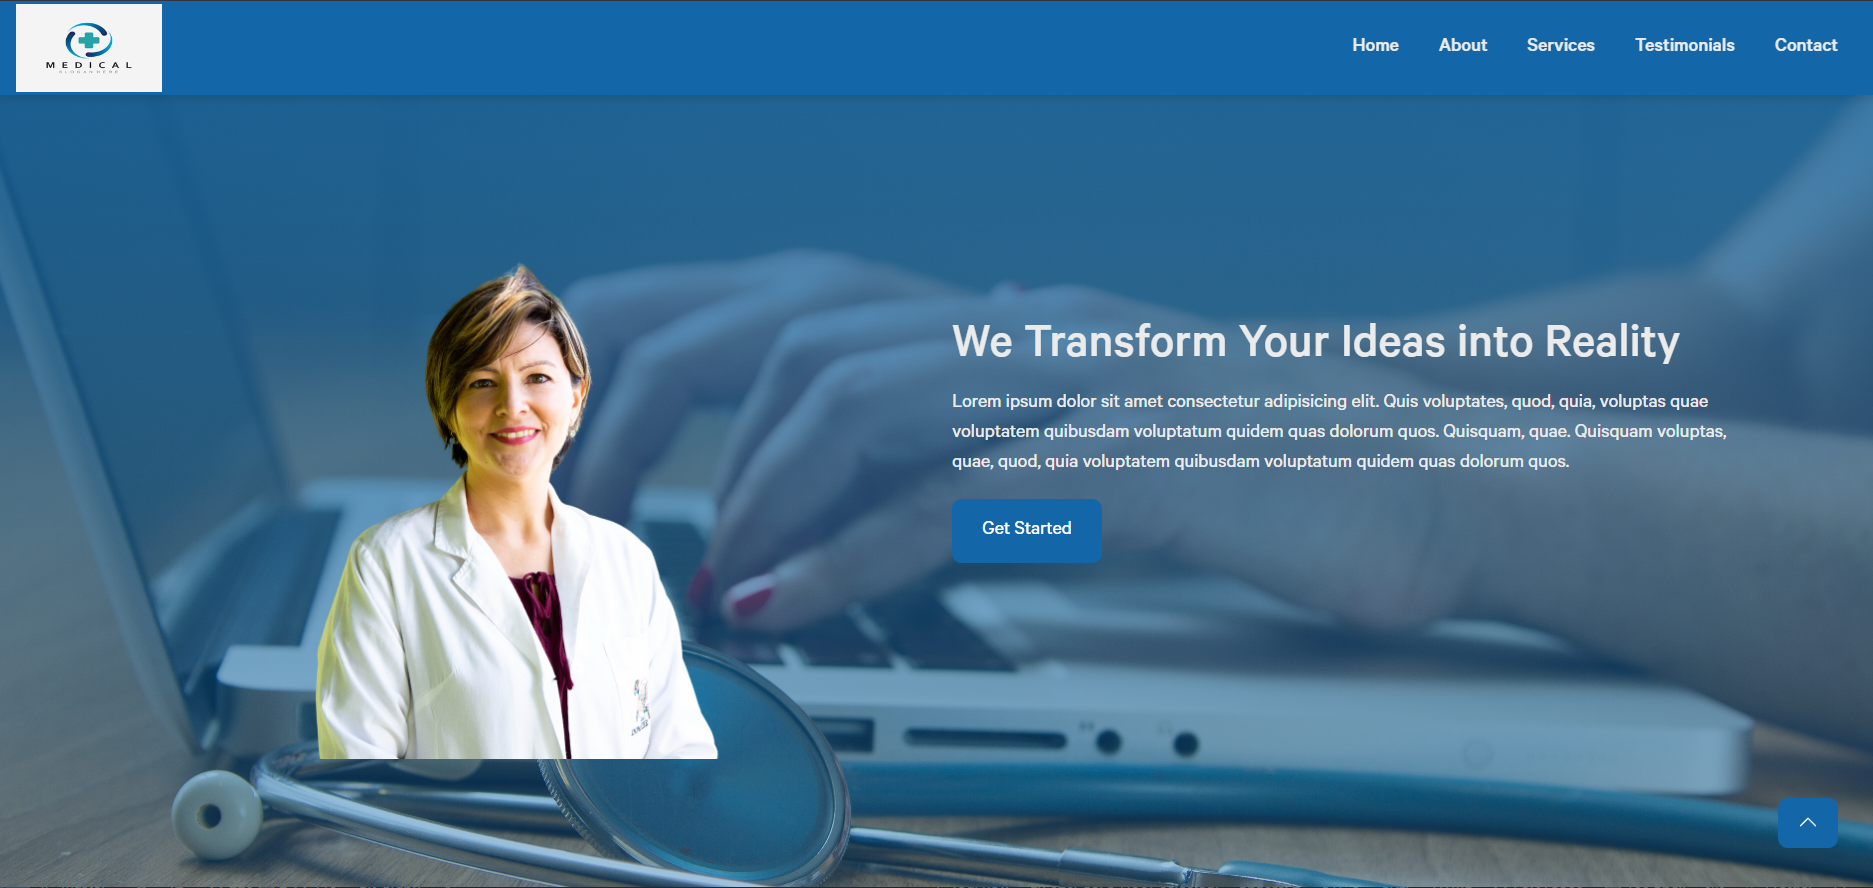 MEDICAL
SLOGAN HERE
Home About Services Testimonials Contact
We Transform Your Ideas into Reality
Lorem ipsum dolor sit amet consectetur adipisicing elit. Quis voluptates, quod, quia, voluptas quae
voluptatem quibusdam voluptatum quidem quas dolorum quos. Quisquam, quae. Quisquam voluptas,
quae, quod, quia voluptatem quibusdam voluptatum quidem quas dolorum quos.
Get Started